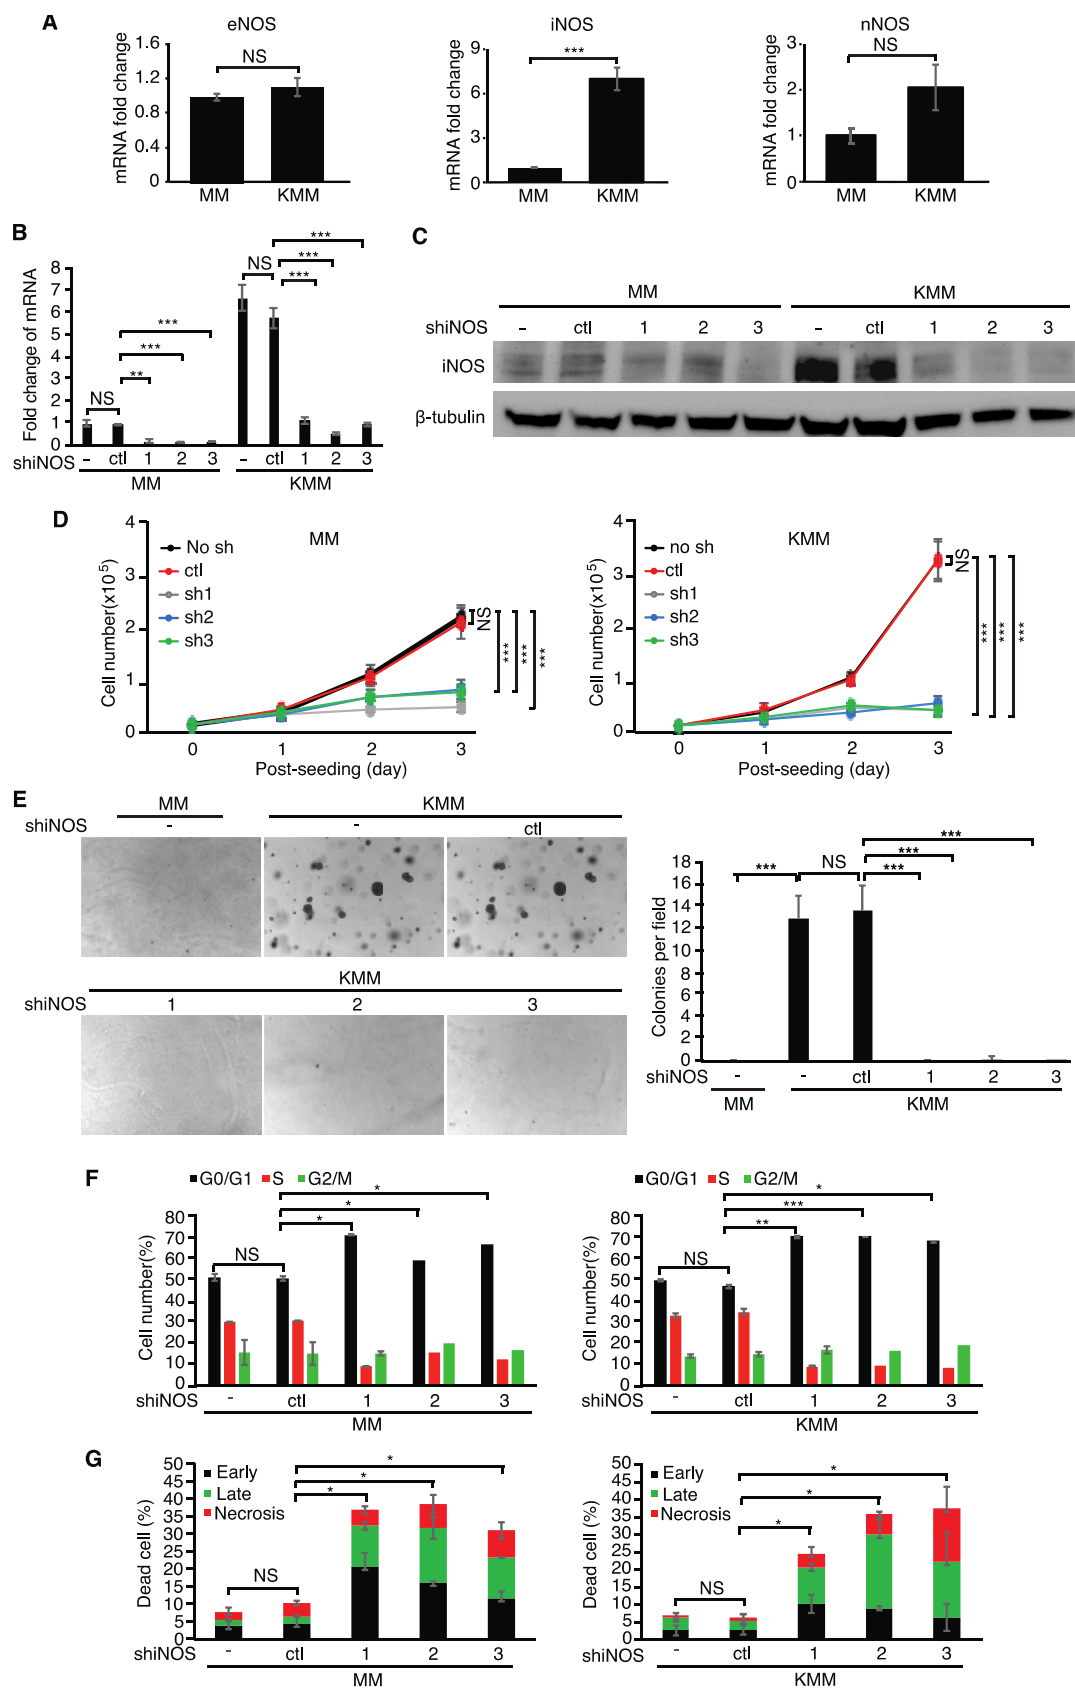 A
eNOS
iNOS
nNOS
mRNA fold change
1.6
1.2
0.8
0.4
0
NS
MM KMM
mRNA fold change
9
6
3
0
***
MM KMM
mRNA fold change
3
2
1
0
NS
MM KMM
B
Fold change of mRNA
8
7
6
5
4
3
2
1
0
NS
**
***
***
NS
***
***
***
shiNOS - ctl 1 2 3 - ctl 1 2 3
MM KMM
C
MM KMM
shiNOS - ctl 1 2 3 - ctl 1 2 3
iNOS
β-tubulin
D
MM
Cell number(x10⁵)
4
3
2
1
0
No sh
ctl
sh1
sh2
sh3
NS
***
***
***
0 1 2 3
Post-seeding (day)
KMM
Cell number(x10⁵)
4
3
2
1
0
no sh
ctl
sh1
sh2
sh3
NS
***
***
***
0 1 2 3
Post-seeding (day)
E
MM KMM
shiNOS - - ctl
KMM
shiNOS 1 2 3
Colonies per field
18
16
14
12
10
8
6
4
2
0
***
NS
***
***
***
shiNOS - - ctl 1 2 3
MM KMM
F
G0/G1 S G2/M
Cell number(%)
80
70
60
50
40
30
20
10
0
NS
*
*
*
shiNOS - ctl 1 2 3
MM
G0/G1 S G2/M
Cell number(%)
80
70
60
50
40
30
20
10
0
NS
**
***
*
shiNOS - ctl 1 2 3
KMM
G
Dead cell (%)
50
45
40
35
30
25
20
15
10
5
0
Early
Late
Necrosis
NS
*
*
*
shiNOS - ctl 1 2 3
MM
Dead cell (%)
50
45
40
35
30
25
20
15
10
5
0
Early
Late
Necrosis
NS
*
*
*
shiNOS - ctl 1 2 3
KMM